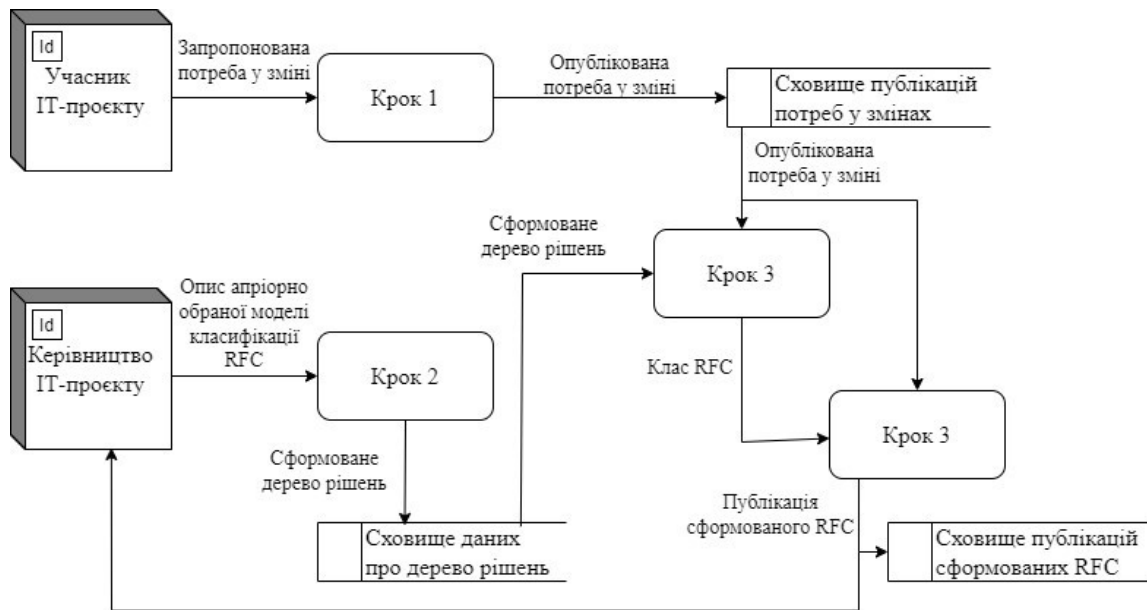 Id
Учасник
ІТ-проєкту
Запропонована
потреба у зміні
Крок 1
Опублікована
потреба у зміні
Сховище публікацій
потреб у змінах
Опублікована
потреба у зміні
Сформоване
дерево рішень
Крок 3
Id
Керівництво
ІТ-проєкту
Опис апріорно
обраної моделі
класифікації
RFC
Крок 2
Клас RFC
Крок 3
Сформоване
дерево рішень
Сховище даних
про дерево рішень
Публікація
сформованого RFC
Сховище публікацій
сформованих RFC